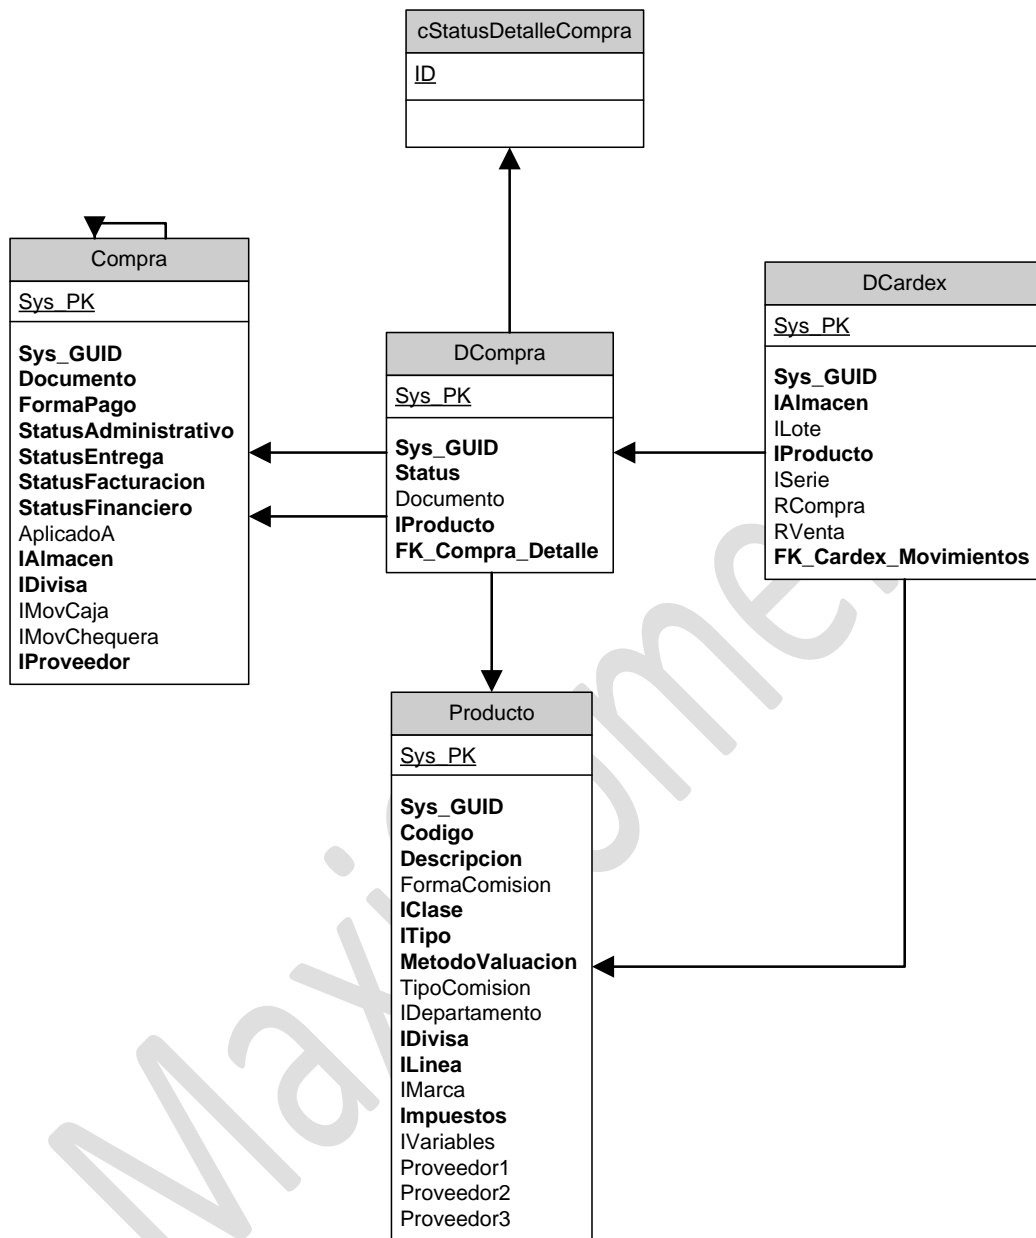 cStatusDetalleCompra
ID
Compra
Sys_PK
Sys_GUID
Documento
FormaPago
StatusAdministrativo
StatusEntrega
StatusFacturacion
StatusFinanciero
AplicadoA
IAlmacen
IDivisa
IMovCaja
IMovChequera
IProveedor
DCompra
Sys_PK
Sys_GUID
Status
Documento
IProducto
FK_Compra_Detalle
DCardex
Sys_PK
Sys_GUID
IAlmacen
ILote
IProducto
ISerie
RCompra
RVenta
FK_Cardex_Movimientos
Producto
Sys_PK
Sys_GUID
Codigo
Descripcion
FormaComision
IClase
ITipo
MetodoValuacion
TipoComision
IDepartamento
IDivisa
ILinea
IMarca
Impuestos
IVariables
Proveedor1
Proveedor2
Proveedor3